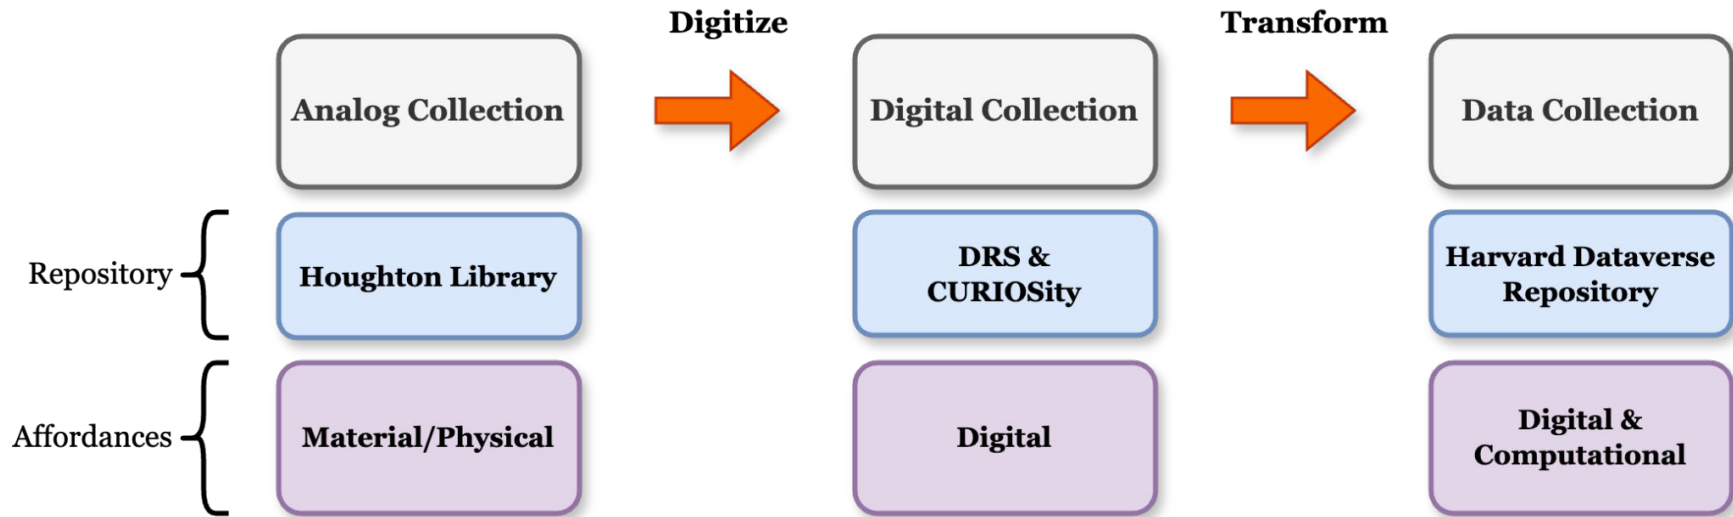 Digitize
Transform
Analog Collection
Digital Collection
Data Collection
Repository
Houghton Library
DRS &
CURIOSity
Harvard Dataverse
Repository
Affordances
Material/Physical
Digital
Digital &
Computational